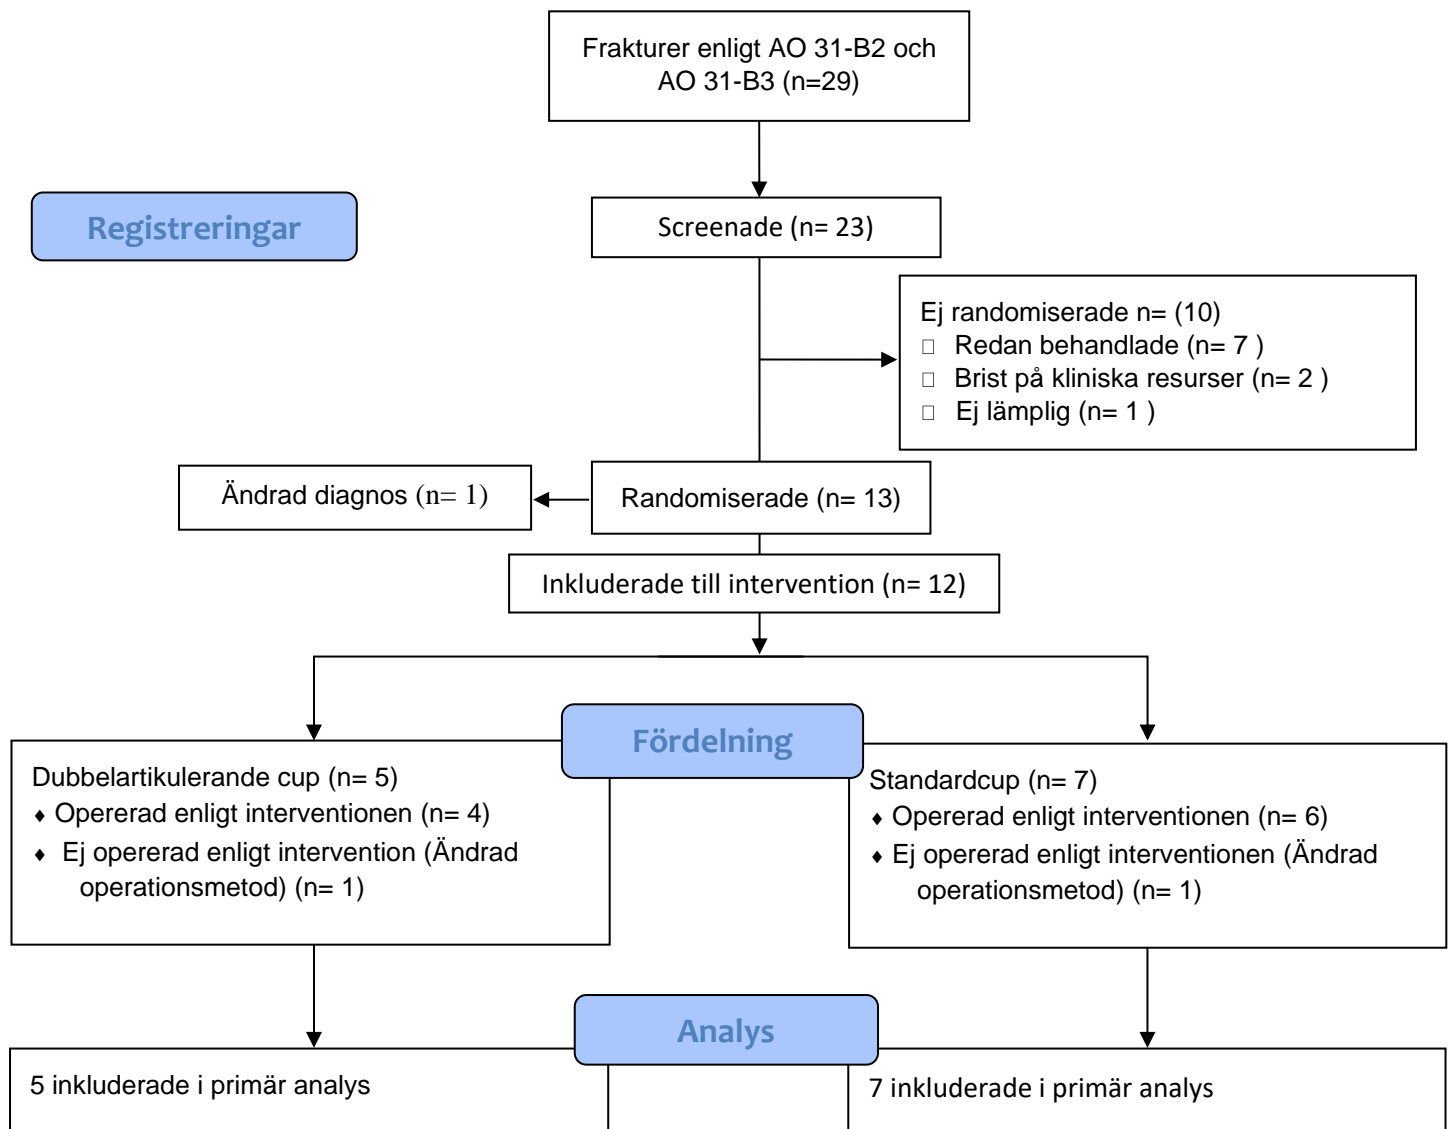 Frakturer enligt AO 31-B2 och
AO 31-B3 (n=29)
Registreringar
Screenade (n= 23)
Ej randomiserade n= (10)
□ Redan behandlade (n= 7 )
□ Brist på kliniska resurser (n= 2 )
□ Ej lämplig (n= 1 )
Ändrad diagnos (n= 1)
Randomiserade (n= 13)
Inkluderade till intervention (n= 12)
Fördelning
Dubbelartikulerande cup (n= 5)
♦ Opererad enligt interventionen (n= 4)
♦ Ej opererad enligt intervention (Ändrad
operationsmetod) (n= 1)
Standardcup (n= 7)
♦ Opererad enligt interventionen (n= 6)
♦ Ej opererad enligt interventionen (Ändrad
operationsmetod) (n= 1)
Analys
5 inkluderade i primär analys
7 inkluderade i primär analys